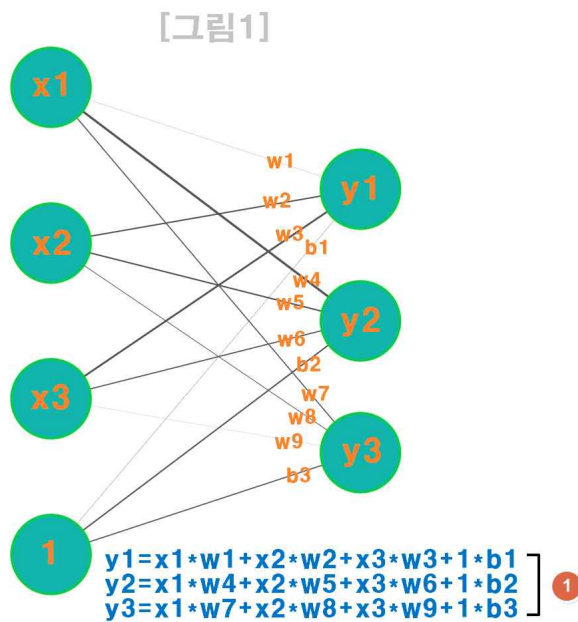 [그림1]
x1
w1
y1
w2
x2
w3
b1
w4
w5
y2
w6
b2
x3
w7
w8
w9
y3
b3
1
y1=x1*w1+x2*w2+x3*w3+1*b1
y2=x1*w4+x2*w5+x3*w6+1*b2
1
y3=x1*w7+x2*w8+x3*w9+1*b3